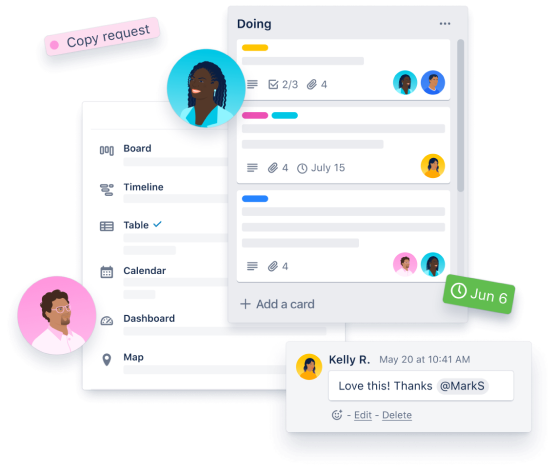 Copy request
Doing
2/3
4
4
July 15
4
+ Add a card
Board
Timeline
Table
Calendar
Dashboard
Map
Jun 6
Kelly R. May 20 at 10:41 AM
Love this! Thanks @MarkS
- Edit - Delete